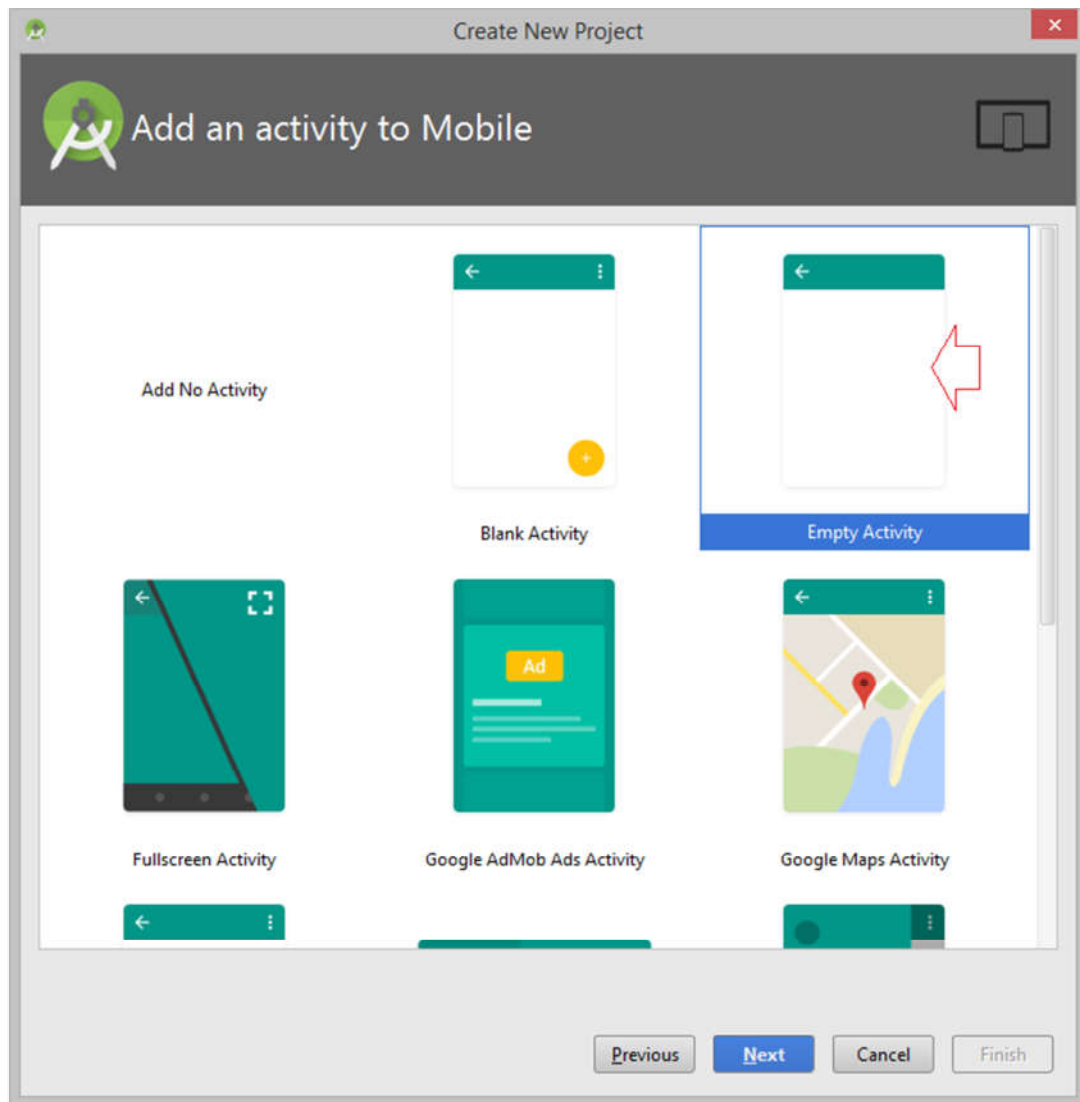 Create New Project
Add an activity to Mobile
Add No Activity
Blank Activity
Empty Activity
Ad
Fullscreen Activity
Google AdMob Ads Activity
Google Maps Activity
Previous
Next
Cancel
Finish